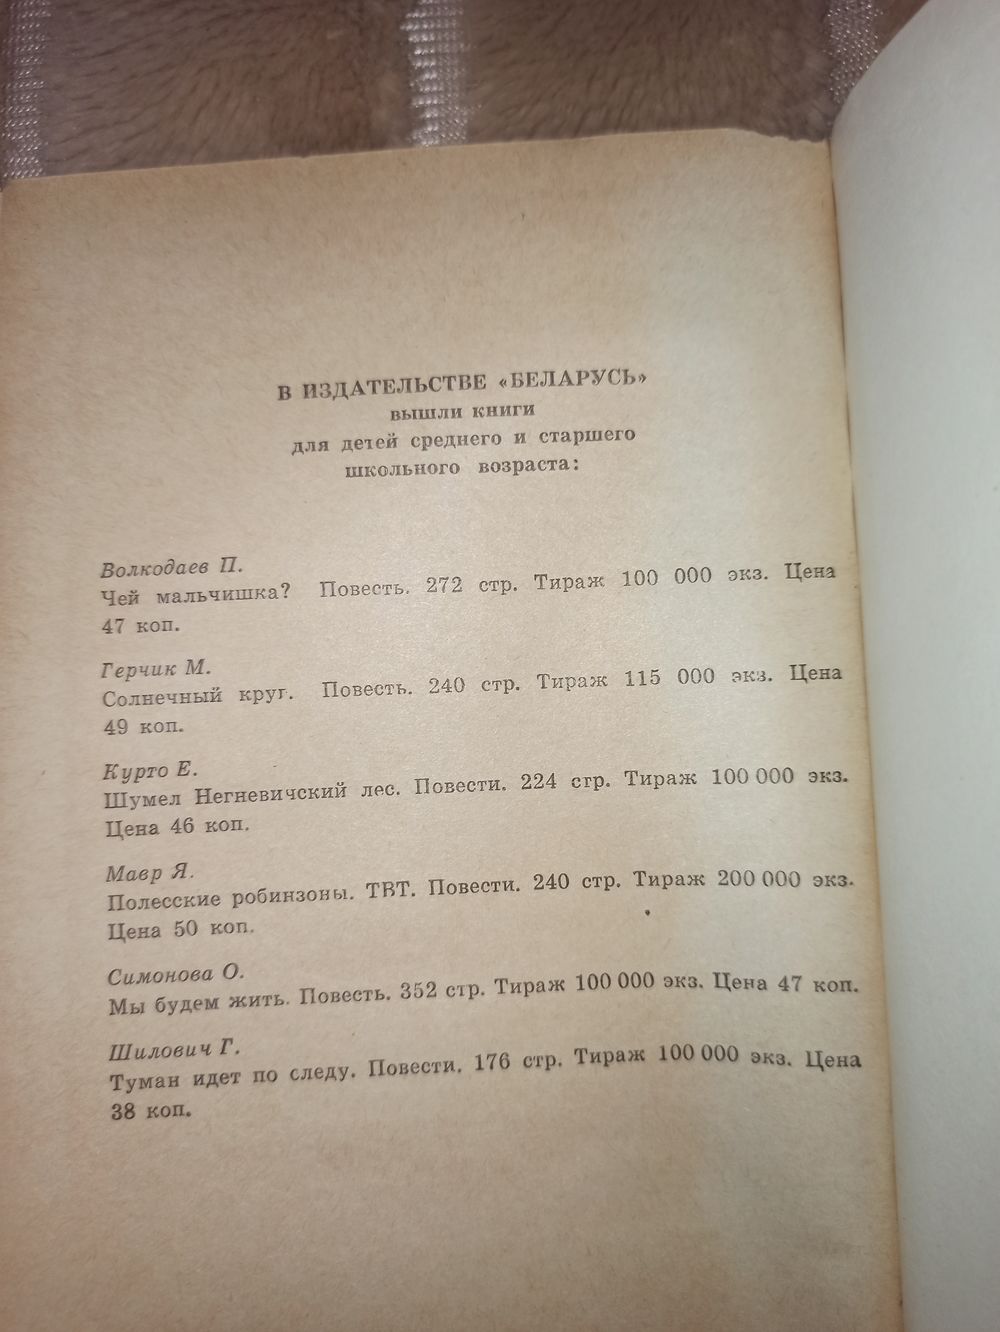 В ИЗДАТЕЛЬСТВЕ «БЕЛАРУСЬ»
вышли книги
для детей среднего и старшего
школьного возраста:
Волкодаев П.
Чей мальчишка? Повесть. 272 стр. Тираж 100 000 экз. Цена
47 коп.
Герчик М.
Солнечный круг. Повесть. 240 стр. Тираж 115 000 экз. Цена
49 коп.
Курто Е.
Шумел Негневичский лес. Повести. 224 стр. Тираж 100 000 экз.
Цена 46 коп.
Мавр Я.
Полесские робинзоны. ТВТ. Повести. 240 стр. Тираж 200 000 экз.
Цена 50 коп.
Симонова О.
Мы будем жить. Повесть. 352 стр. Тираж 100 000 экз. Цена 47 коп.
Шилович Г.
Туман идет по следу. Повести. 176 стр. Тираж 100 000 экз. Цена
38 коп.